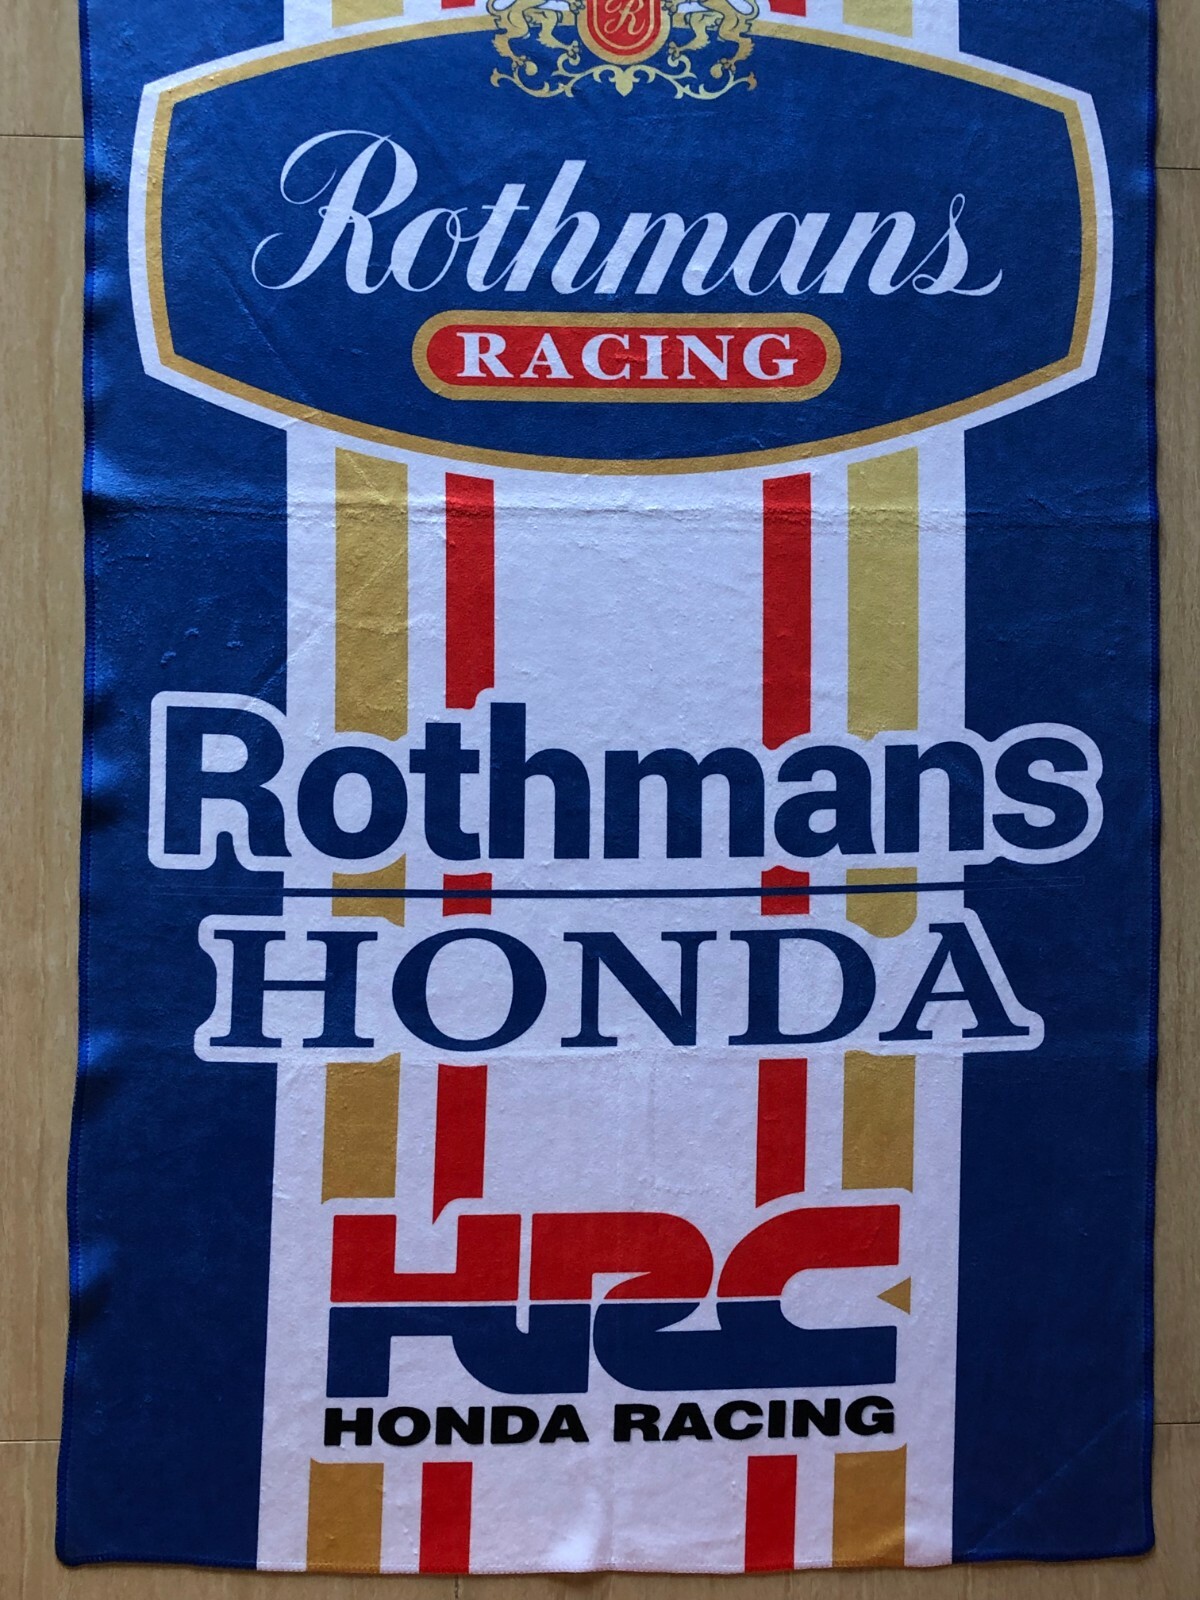 R
Rothmans
RACING
Rothmans
HONDA
HRC
HONDA RACING